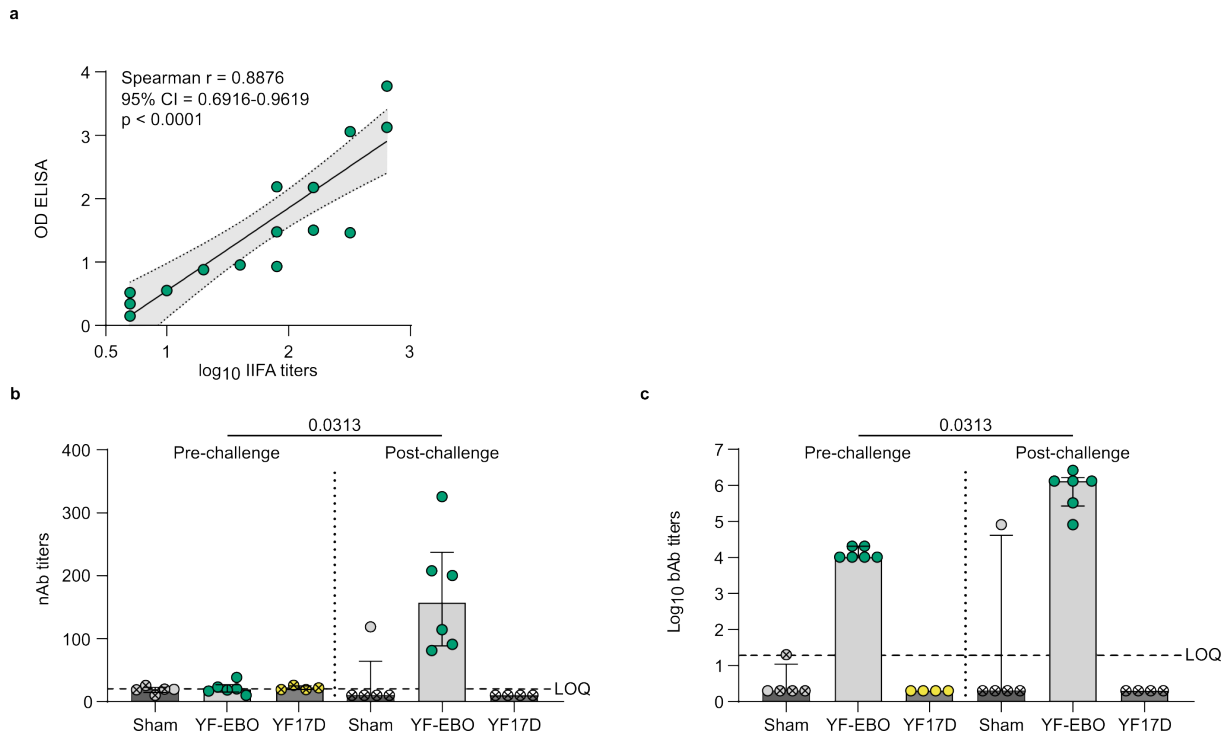 a
Spearman r = 0.8876
95% CI = 0.6916-0.9619
p < 0.0001
OD ELISA
4
3
2
1
0
0.5
1
2
3
log10 IIFA titers
b
0.0313
Pre-challenge
Post-challenge
nAb titers
400
300
200
100
0
LOQ
Sham
YF-EBO
YF17D
Sham
YF-EBO
YF17D
c
0.0313
Pre-challenge
Post-challenge
Log10 bAb titers
7
6
5
4
3
2
1
0
LOQ
Sham
YF-EBO
YF17D
Sham
YF-EBO
YF17D